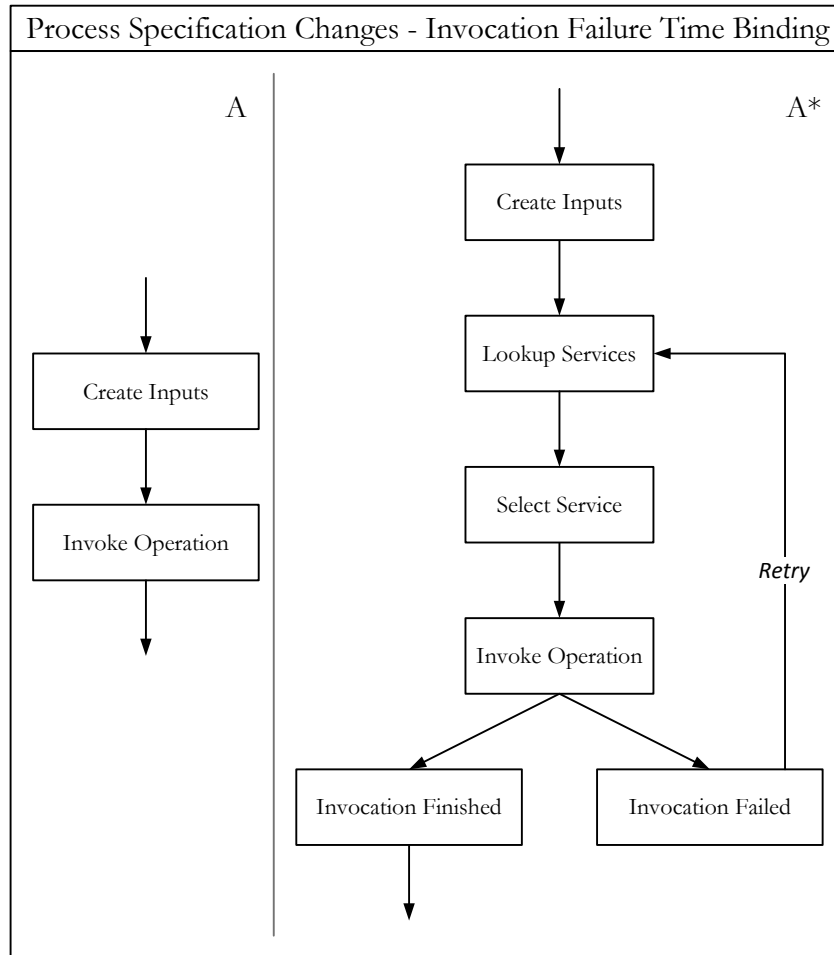 Process Specification Changes - Invocation Failure Time Binding
A
Create Inputs
Invoke Operation
A*
Create Inputs
Lookup Services
Select Service
Retry
Invoke Operation
Invocation Finished
Invocation Failed